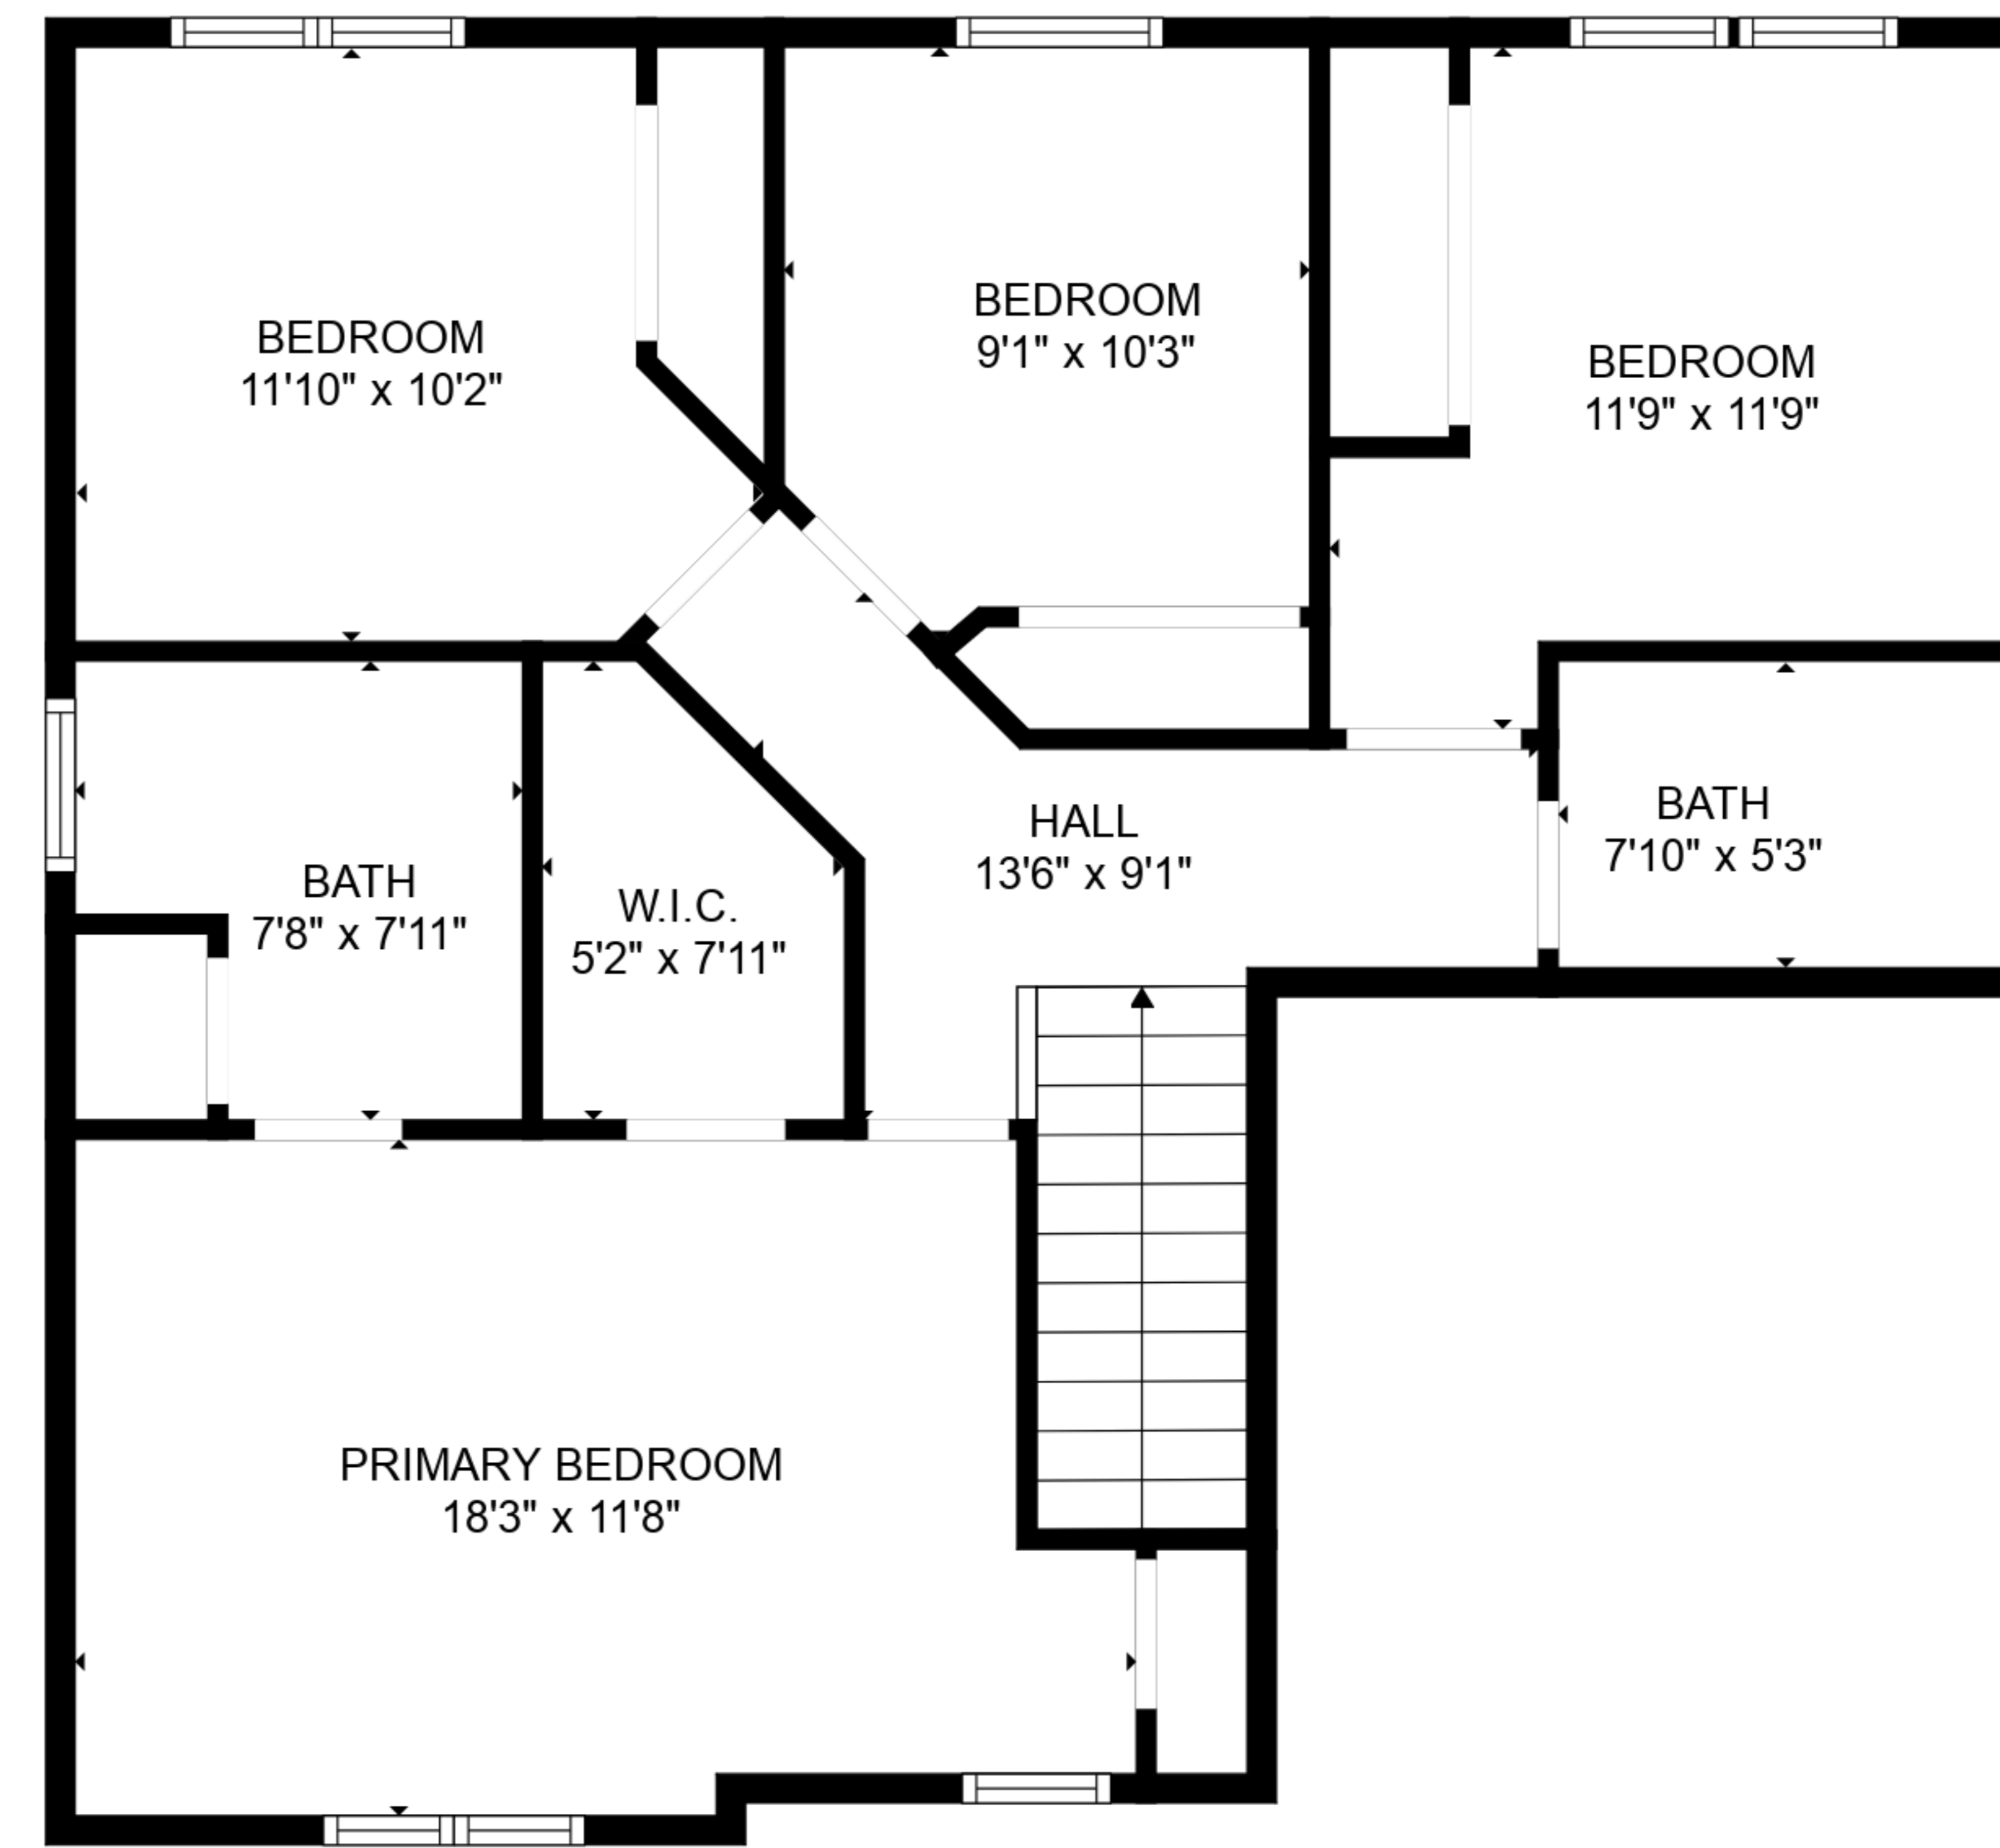 BEDROOM
11'10" x 10'2"
BEDROOM
9'1" x 10'3"
BEDROOM
11'9" x 11'9"
BATH
7'8" x 7'11"
W.I.C.
5'2" x 7'11"
HALL
13'6" x 9'1"
BATH
7'10" x 5'3"
PRIMARY BEDROOM
18'3" x 11'8"